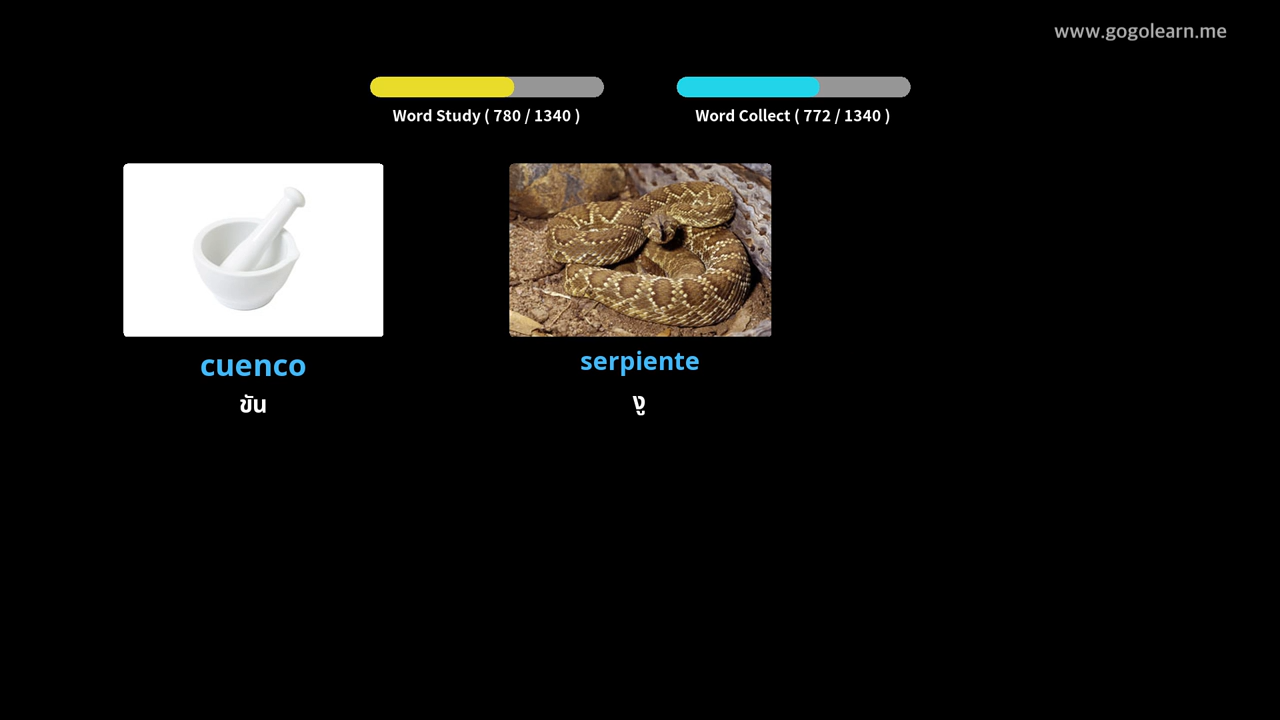 www.gogolearn.me
Word Study ( 780 / 1340 )
Word Collect ( 772 / 1340 )
cuenco
ขัน
serpiente
งู